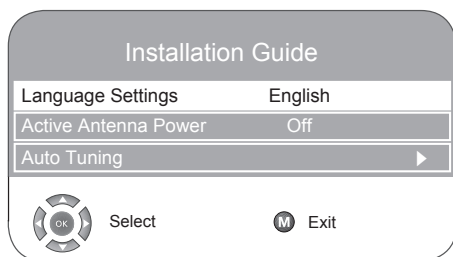 Installation Guide
Language Settings English
Active Antenna Power Off
Auto Tuning
OK Select M Exit